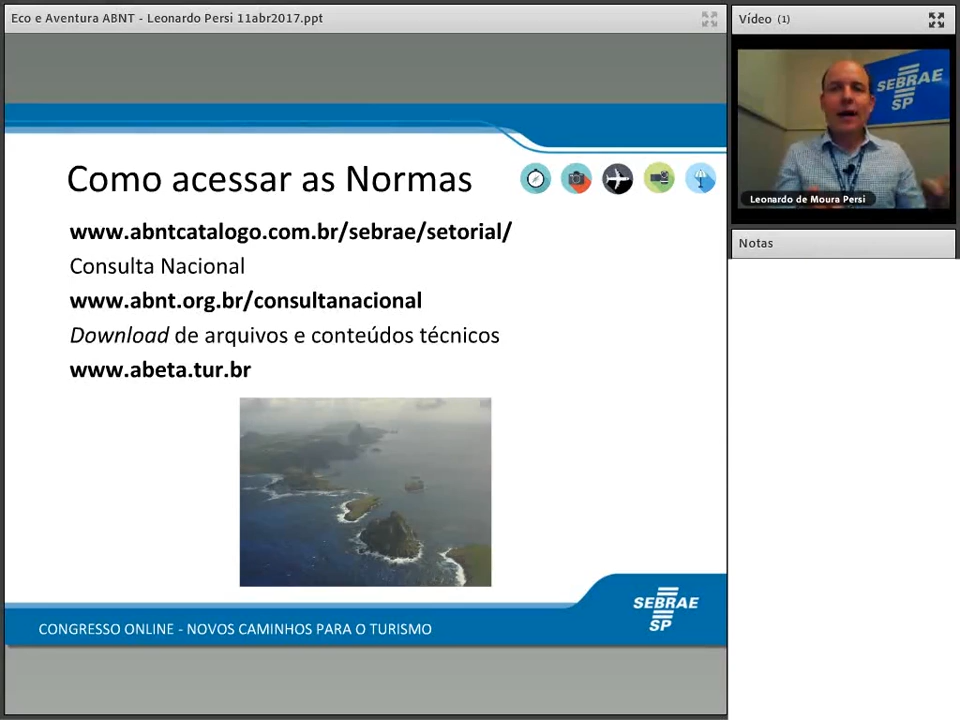 Eco e Aventura ABNT - Leonardo Persi 11abr2017.ppt
Vídeo (1)
SEBRAE
SP
Leonardo de Moura Persi
Notas
Como acessar as Normas
www.abntcatalogo.com.br/sebrae/setorial/
Consulta Nacional
www.abnt.org.br/consultanacional
Download de arquivos e conteúdos técnicos
www.abeta.tur.br
SEBRAE
SP
CONGRESSO ONLINE - NOVOS CAMINHOS PARA O TURISMO